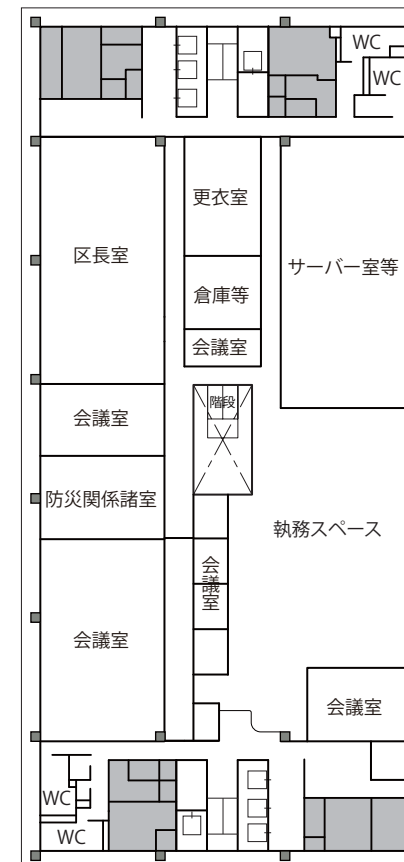 WC
WC
更衣室
区長室
サーバー室等
倉庫等
会議室
階段
会議室
防災関係諸室
執務スペース
会議室
会議室
会議室
WC
WC